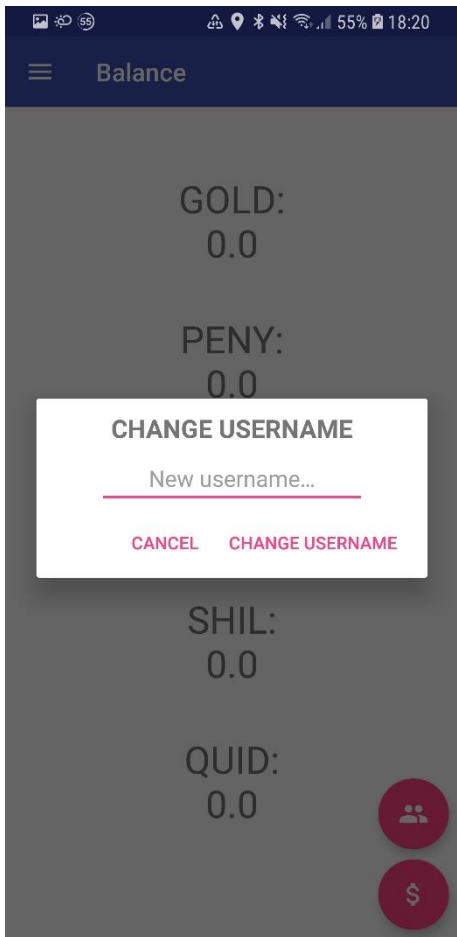 55 55% 18:20
Balance
GOLD:
0.0
PENY:
0.0
CHANGE USERNAME
New username...
CANCEL CHANGE USERNAME
SHIL:
0.0
QUID:
0.0
$